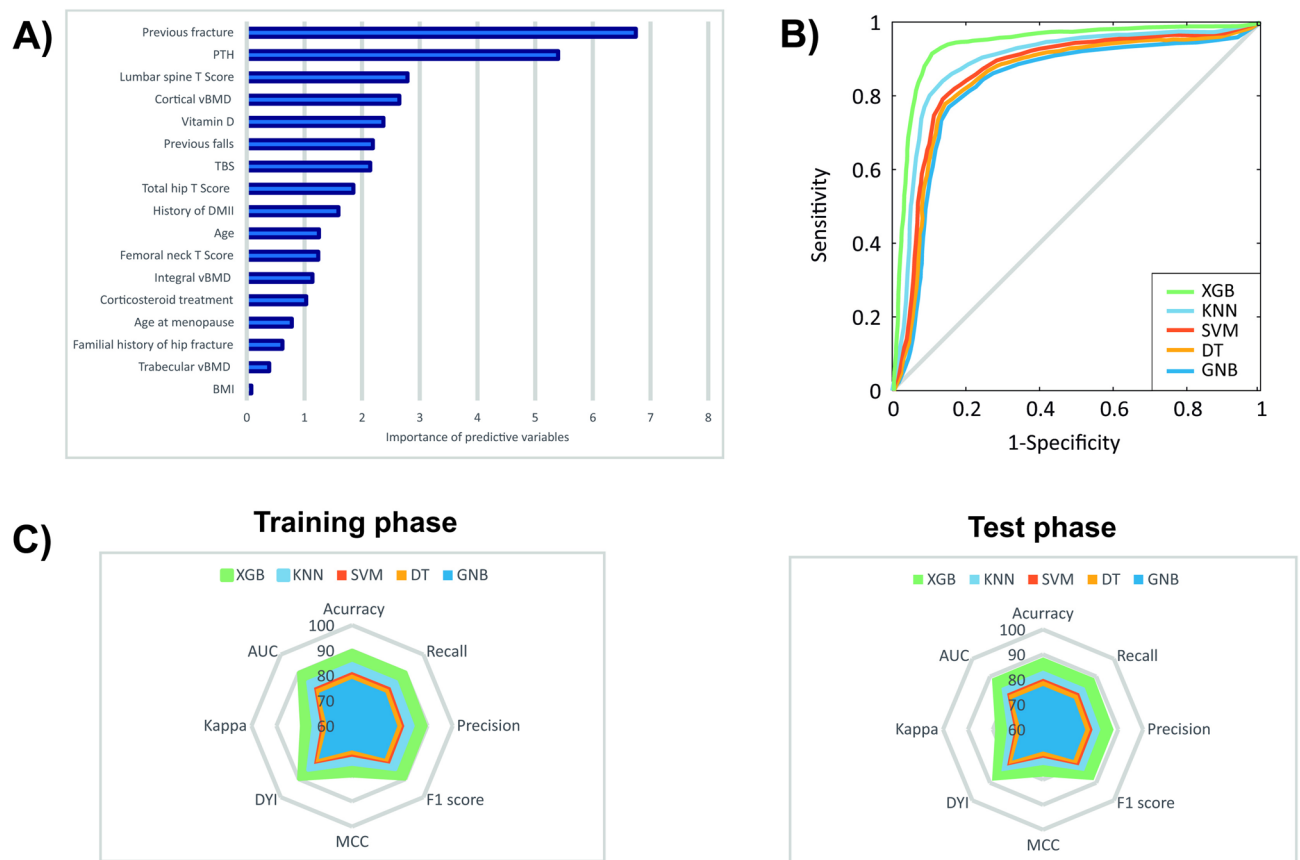 A)
Previous fracture
PTH
Lumbar spine T Score
Cortical vBMD
Vitamin D
Previous falls
TBS
Total hip T Score
History of DMII
Age
Femoral neck T Score
Integral vBMD
Corticosteroid treatment
Age at menopause
Familial history of hip fracture
Trabecular vBMD
BMI
0 1 2 3 4 5 6 7 8
Importance of predictive variables
B)
1
0.8
0.6
0.4
0.2
0
Sensitivity
XGB
KNN
SVM
DT
GNB
0 0.2 0.4 0.6 0.8 1
1-Specificity
C)
Training phase
XGB KNN SVM DT GNB
Acurracy
100
90
80
70
60
AUC
Recall
Kappa
Precision
DYI
F1 score
MCC
Test phase
XGB KNN SVM DT GNB
Acurracy
100
90
80
70
60
AUC
Recall
Kappa
Precision
DYI
F1 score
MCC